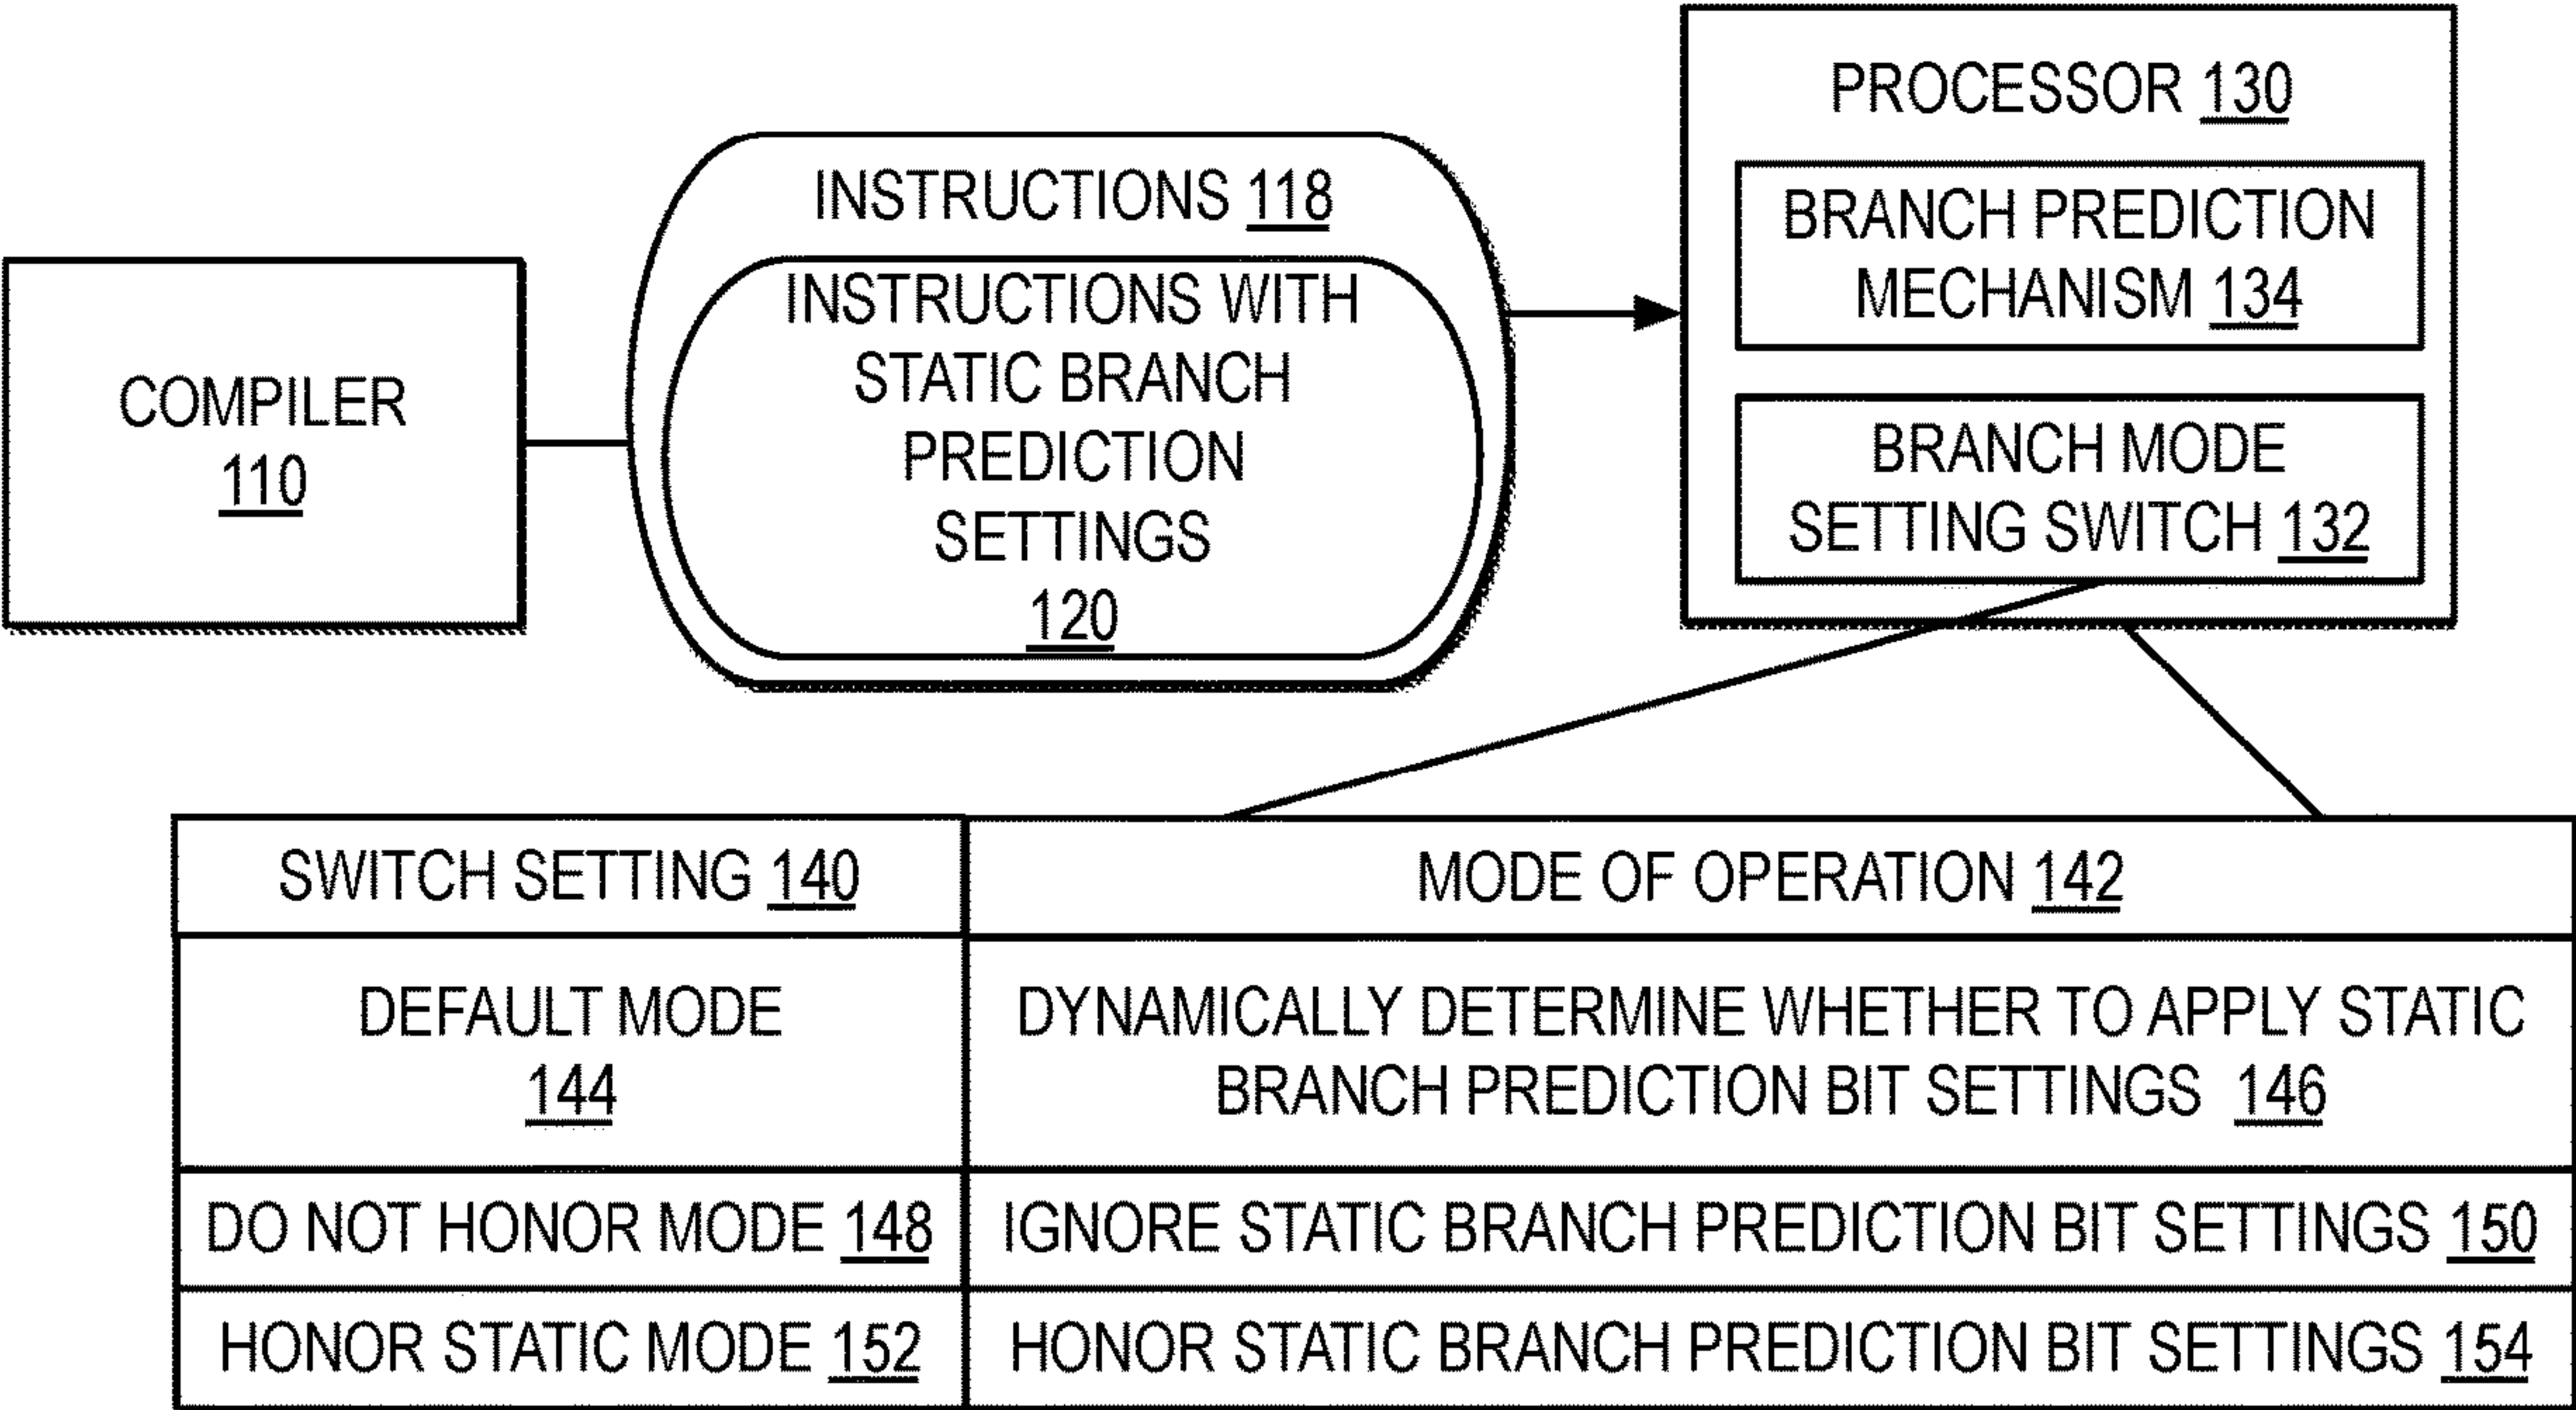 COMPILER
110
INSTRUCTIONS 118
INSTRUCTIONS WITH
STATIC BRANCH
PREDICTION
SETTINGS
120
PROCESSOR 130
BRANCH PREDICTION
MECHANISM 134
BRANCH MODE
SETTING SWITCH 132
SWITCH SETTING 140
MODE OF OPERATION 142
DEFAULT MODE
144
DYNAMICALLY DETERMINE WHETHER TO APPLY STATIC
BRANCH PREDICTION BIT SETTINGS 146
DO NOT HONOR MODE 148
IGNORE STATIC BRANCH PREDICTION BIT SETTINGS 150
HONOR STATIC MODE 152
HONOR STATIC BRANCH PREDICTION BIT SETTINGS 154